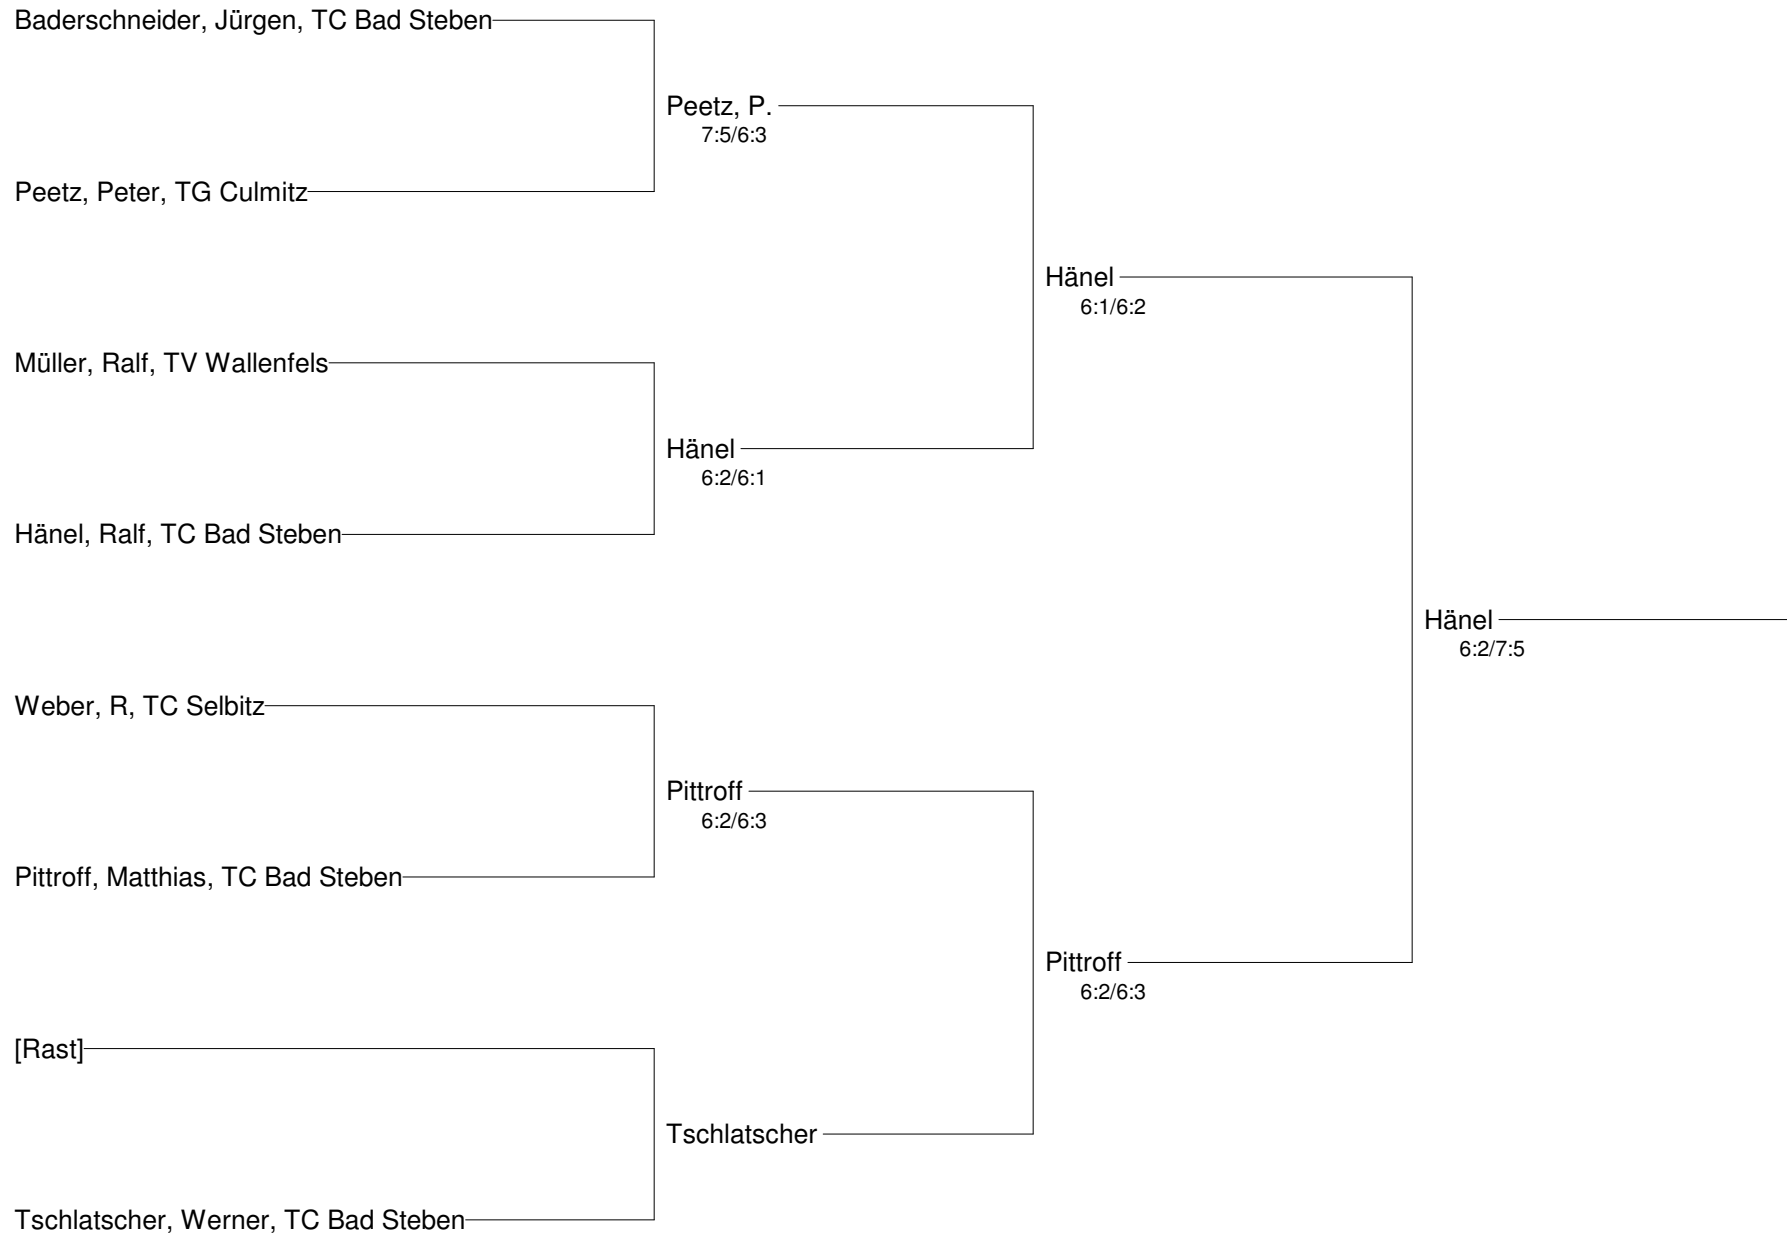 Baderschneider, Jürgen, TC Bad Steben
Peetz, P.
7:5/6:3
Peetz, Peter, TG Culmitz
Hänel
6:1/6:2
Müller, Ralf, TV Wallenfels
Hänel
6:2/6:1
Hänel, Ralf, TC Bad Steben
Hänel
6:2/7:5
Weber, R, TC Selbitz
Pittroff
6:2/6:3
Pittroff, Matthias, TC Bad Steben
Pittroff
6:2/6:3
[Rast]
Tschlatscher
Tschlatscher, Werner, TC Bad Steben